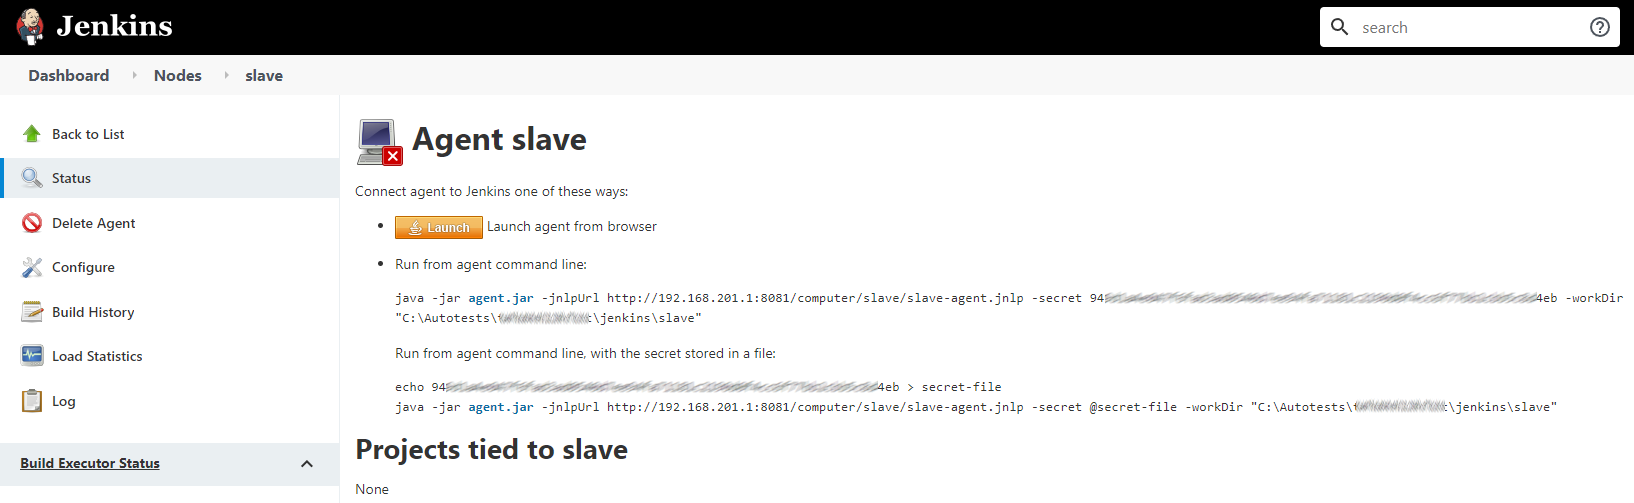 Jenkins
search
Dashboard Nodes slave
Back to List
Status
Delete Agent
Configure
Build History
Load Statistics
Log
Build Executor Status
Agent slave
Connect agent to Jenkins one of these ways:
Launch Launch agent from browser
Run from agent command line:
java -jar agent.jar -jnlpUrl http://192.168.201.1:8081/computer/slave/slave-agent.jnlp -secret 94 4eb -workDir
"C:\Autotests\ \jenkins\slave"
Run from agent command line, with the secret stored in a file:
echo 94 4eb > secret-file
java -jar agent.jar -jnlpUrl http://192.168.201.1:8081/computer/slave/slave-agent.jnlp -secret @secret-file -workDir "C:\Autotests\ \jenkins\slave"
Projects tied to slave
None